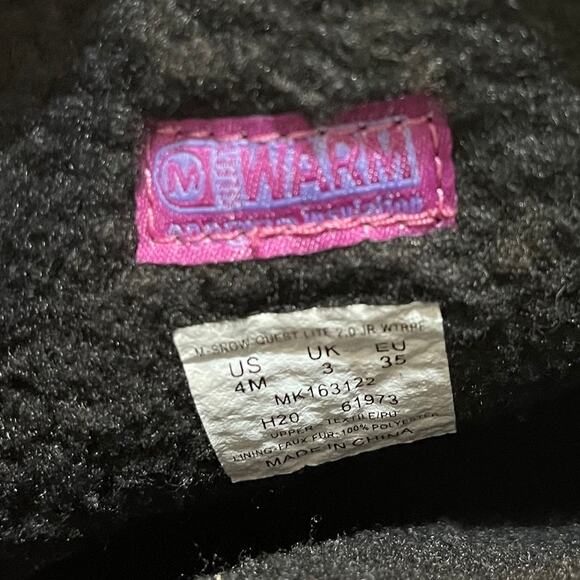 M WARM
Insulation
M-SNOW QUEST LITE 2.0 JR WTRPF
US UK EU
4M 3 35
MK163122
H20 61973
UPPER: TEXTILE/PU
LINING:FAUX FUR-100% POLYESTER
MADE IN CHINA